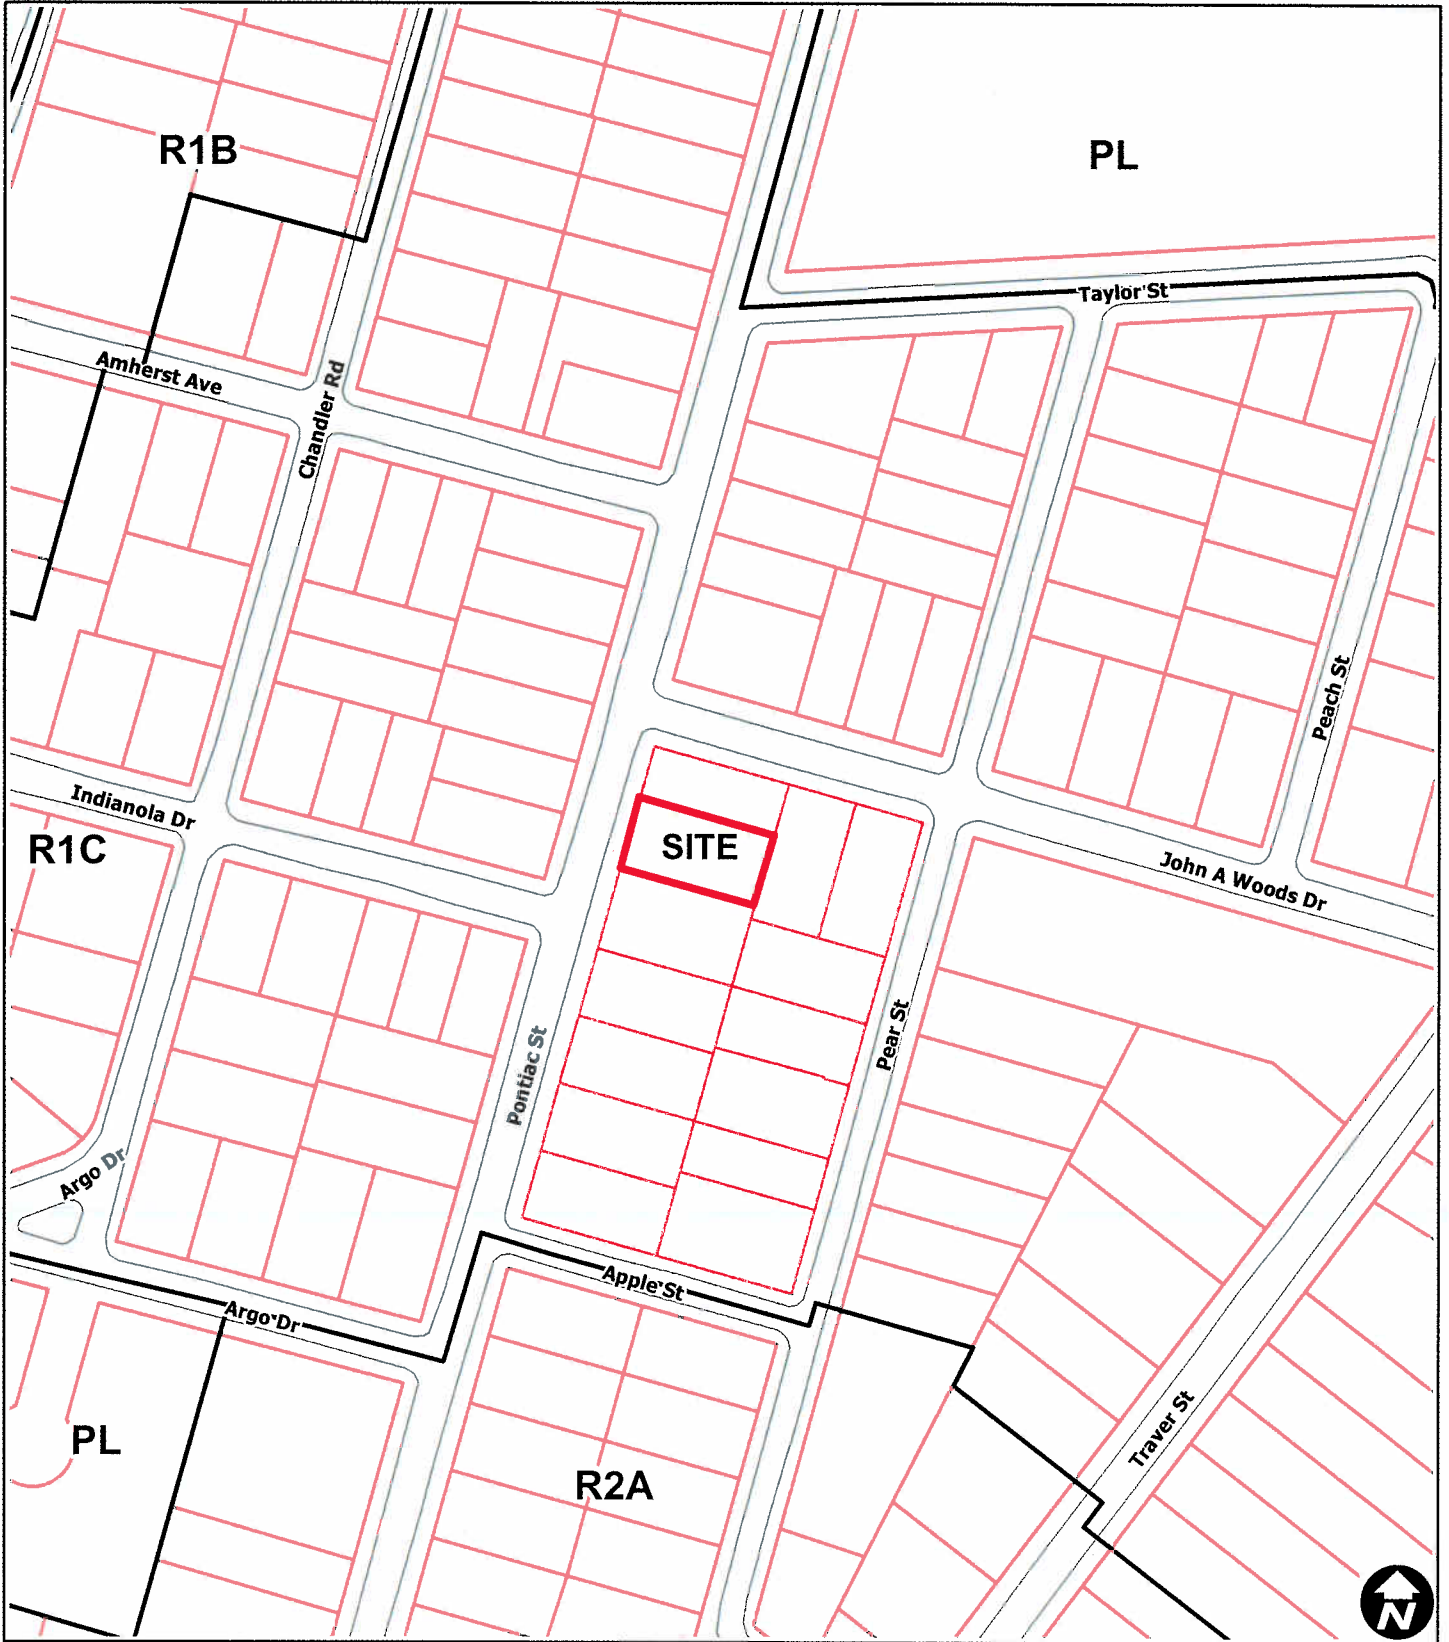 R1B
PL
Taylor St
Amherst Ave
Chandler Rd
Peach St
Indianola Dr
R1C
SITE
John A Woods Dr
Pear St
Pontiac St
Argo Dr
Apple St
Argo Dr
PL
R2A
Traver St
N